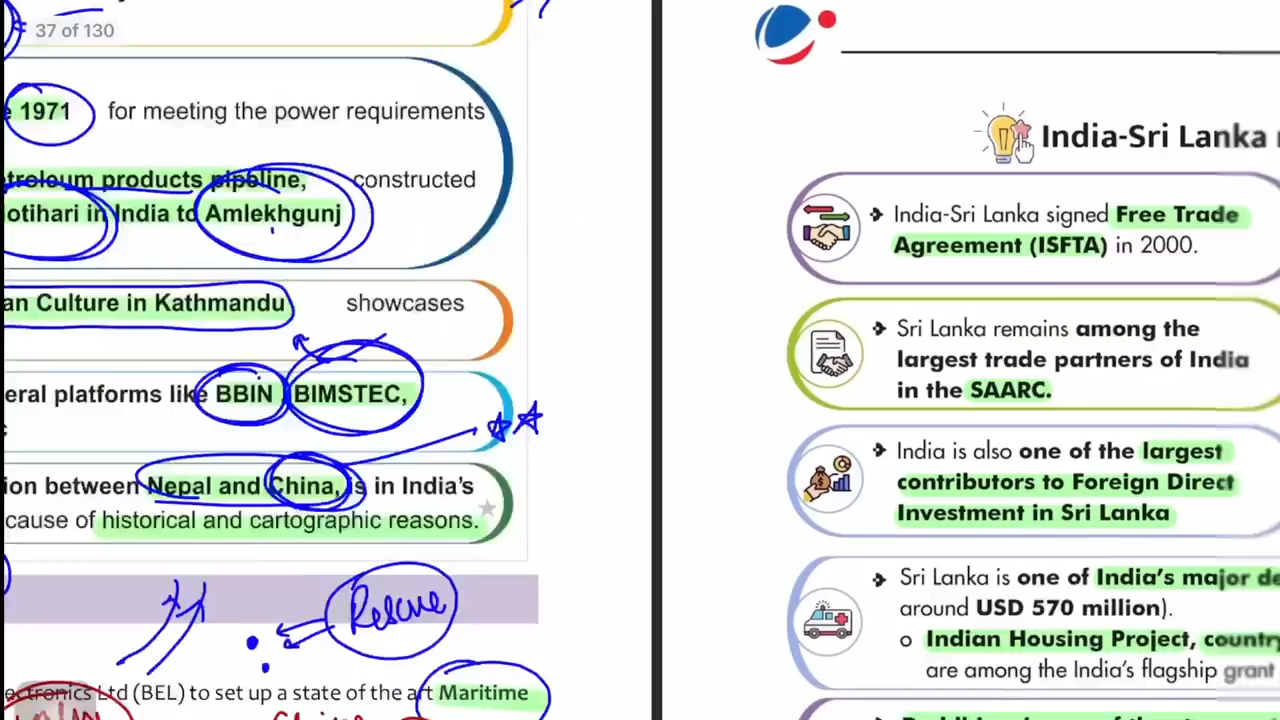 37 of 130
1971 for meeting the power requirements
troleum products pipeline, constructed
otihari in India to Amlekhgunj
an Culture in Kathmandu showcases
eral platforms like BBIN, BIMSTEC,
ion between Nepal and China, is in India's
cause of historical and cartographic reasons.
Rescue
ectronics Ltd (BEL) to set up a state of the art Maritime
India-Sri Lanka
India-Sri Lanka signed Free Trade
Agreement (ISFTA) in 2000.
Sri Lanka remains among the
largest trade partners of India
in the SAARC.
India is also one of the largest
contributors to Foreign Direct
Investment in Sri Lanka
Sri Lanka is one of India's major de
around USD 570 million).
o Indian Housing Project, country
are among the India's flagship grant